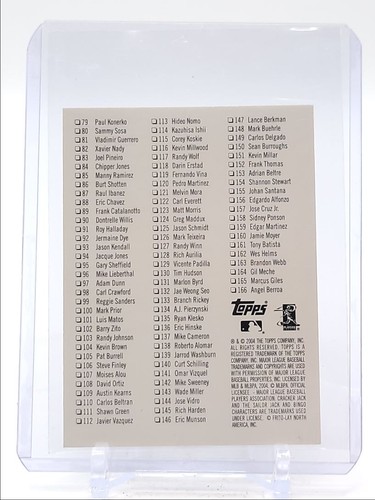 79 Paul Konerko
80 Sammy Sosa
81 Vladimir Guerrero
82 Xavier Nady
83 Joel Pineiro
84 Chipper Jones
85 Manny Ramirez
86 Burt Shotten
87 Raul Ibanez
88 Eric Chavez
89 Frank Catalanotto
90 Dontrelle Willis
91 Roy Halladay
92 Jermaine Dye
93 Jason Kendall
94 Jacque Jones
95 Gary Sheffield
96 Mike Lieberthal
97 Adam Dunn
98 Carl Crawford
99 Reggie Sanders
100 Mark Prior
101 Luis Matos
102 Barry Zito
103 Randy Johnson
104 Kevin Brown
105 Pat Burrell
106 Steve Finley
107 Moises Alou
108 David Ortiz
109 Austin Kearns
110 Carlos Beltran
111 Shawn Green
112 Javier Vazquez
113 Hideo Nomo
114 Kazuhisa Ishii
115 Corey Koskie
116 Kevin Millwood
117 Randy Wolf
118 Darin Erstad
119 Fernando Vina
120 Pedro Martinez
121 Melvin Mora
122 Carl Everett
123 Matt Morris
124 Greg Maddux
125 Jason Schmidt
126 Mark Teixeira
127 Randy Winn
128 Rich Aurilia
129 Vicente Padilla
130 Tim Hudson
131 Marlon Byrd
132 Jae Weong Seo
133 Branch Rickey
134 A.J. Pierzynski
135 Ryan Klesko
136 Eric Hinske
137 Mike Cameron
138 Roberto Alomar
139 Jarrod Washburn
140 Curt Schilling
141 Omar Vizquel
142 Mike Sweeney
143 Wade Miller
144 Jose Vidro
145 Rich Harden
146 Eric Munson
147 Lance Berkman
148 Mark Buehrle
149 Carlos Delgado
150 Sean Burroughs
151 Kevin Millar
152 Frank Thomas
153 Adrian Beltre
154 Shannon Stewart
155 Johan Santana
156 Edgardo Alfonzo
157 Jose Cruz Jr.
158 Sidney Ponson
159 Edgar Martinez
160 Jamie Moyer
161 Tony Batista
162 Wes Helms
163 Brandon Webb
164 Gil Meche
165 Marcus Giles
166 Angel Berroa
Topps
® & © 2004 THE TOPPS COMPANY, INC.
ALL RIGHTS RESERVED. TOPPS IS A
REGISTERED TRADEMARK OF THE TOPPS
COMPANY, INC. MAJOR LEAGUE BASEBALL
TRADEMARKS AND COPYRIGHTS ARE USED
WITH PERMISSION OF MAJOR LEAGUE
BASEBALL PROPERTIES, INC. LICENSED BY
MLB & MLBPA, 2004. © MLBPA. OFFICIAL
LICENSEE - MAJOR LEAGUE BASEBALL
PLAYERS ASSOCIATION. CRACKER JACK
AND THE SAILOR JACK AND BINGO
CHARACTERS ARE TRADEMARKS USED
UNDER LICENSE. © FRITO-LAY NORTH
AMERICA, INC.